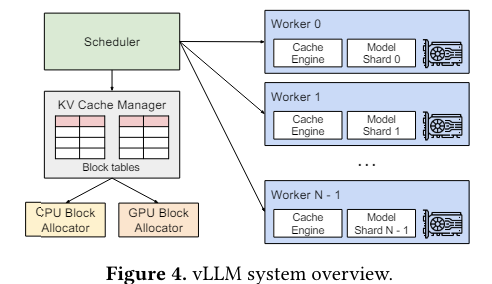 Scheduler
KV Cache Manager
Block tables
CPU Block
Allocator
GPU Block
Allocator
Worker 0
Cache
Engine
Model
Shard 0
Worker 1
Cache
Engine
Model
Shard 1
...
Worker N - 1
Cache
Engine
Model
Shard N - 1
Figure 4. vLLM system overview.